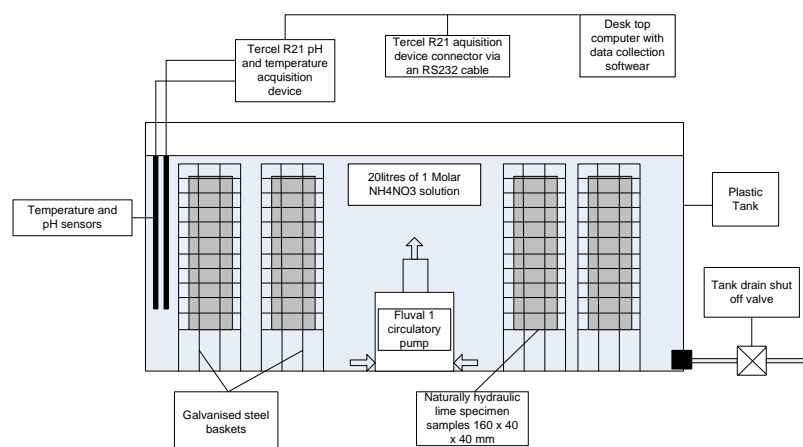 Tercel R21 pH
and temperature
acquisition
device
Tercel R21 aquisition
device connector via
an RS232 cable
Desk top
computer with
data collection
softwear
20litres of 1 Molar
NH4NO3 solution
Temperature and
pH sensors
Plastic
Tank
Tank drain shut
off valve
Fluval 1
circulatory
pump
Galvanised steel
baskets
Naturally hydraulic
lime specimen
samples 160 x 40
x 40 mm